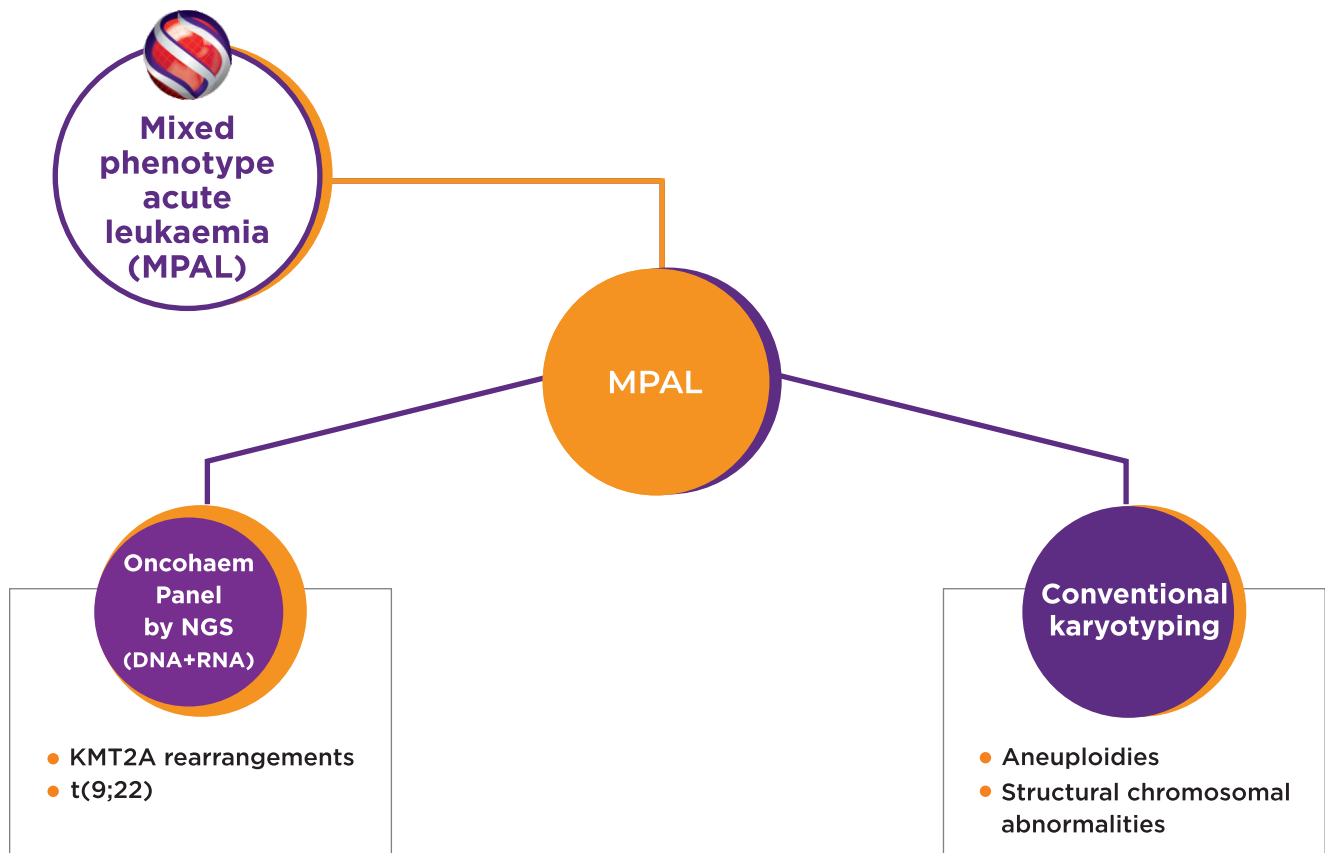 Mixed
phenotype
acute
leukaemia
(MPAL)
MPAL
Oncohaem
Panel
by NGS
(DNA+RNA)
KMT2A rearrangements
t(9;22)
Conventional
karyotyping
Aneuploidies
Structural chromosomal
abnormalities